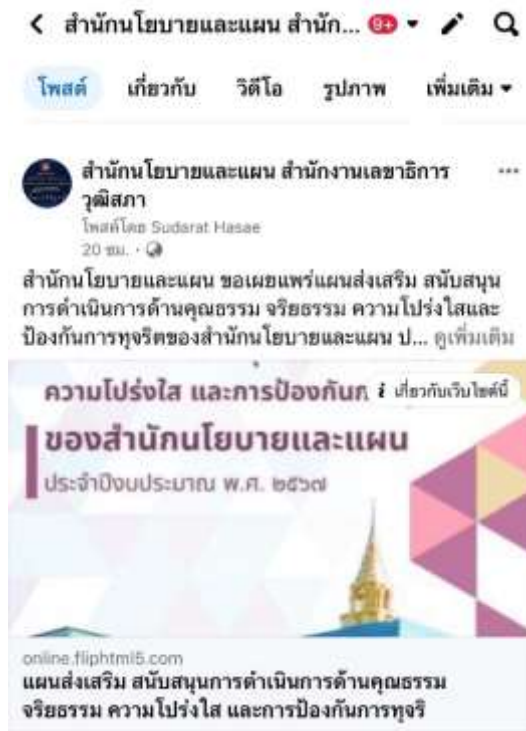 สำนักนโยบายและแผน สำนัก... 9+
โพสต์ เกี่ยวกับ วิดีโอ รูปภาพ เพิ่มเติม
สำนักนโยบายและแผน สำนักงานเลขาธิการ
วุฒิสภา
โพสต์โดย Sudarat Hasae
20 ชม.
สำนักนโยบายและแผน ขอเผยแพร่แผนส่งเสริม สนับสนุน
การดำเนินการด้านคุณธรรม จริยธรรม ความโปร่งใสและ
ป้องกันการทุจริตของสำนักนโยบายและแผน ป... ดูเพิ่มเติม
ความโปร่งใส และการป้องกันก
เกี่ยวกับเว็บไซต์นี้
ของสำนักนโยบายและแผน
ประจำปีงบประมาณ พ.ศ. ๒๕๖๗
online.fliphtml5.com
แผนส่งเสริม สนับสนุนการดำเนินการด้านคุณธรรม
จริยธรรม ความโปร่งใส และการป้องกันการทุจริ